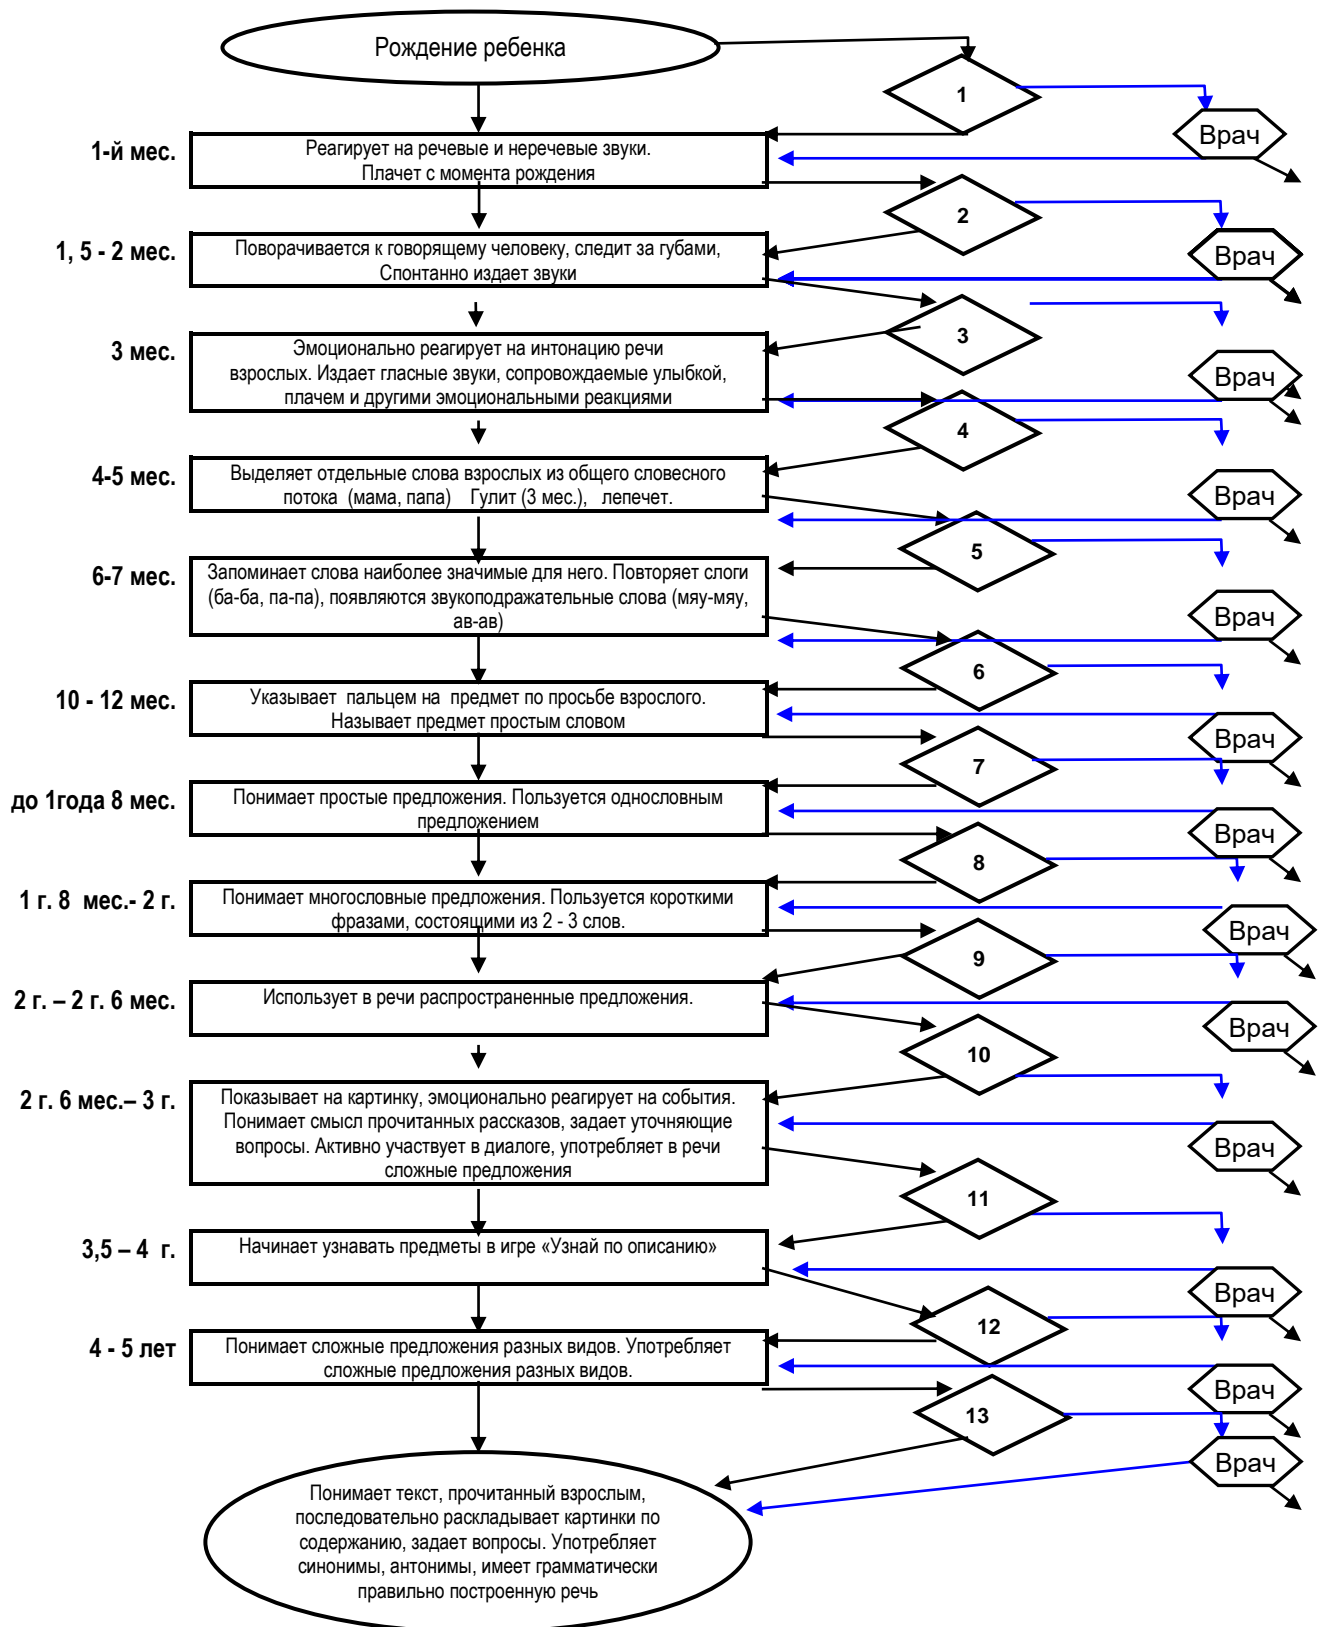 Рождение ребенка
1
Врач
1-й мес.
Реагирует на речевые и неречевые звуки.
Плачет с момента рождения
2
1, 5 - 2 мес.
Поворачивается к говорящему человеку, следит за губами,
Спонтанно издает звуки
Врач
3
3 мес.
Эмоционально реагирует на интонацию речи
взрослых. Издает гласные звуки, сопровождаемые улыбкой,
плачем и другими эмоциональными реакциями
Врач
4
4-5 мес.
Выделяет отдельные слова взрослых из общего словесного
потока (мама, папа) Гулит (3 мес.), лепечет.
Врач
5
6-7 мес.
Запоминает слова наиболее значимые для него. Повторяет слоги
(ба-ба, па-па), появляются звукоподражательные слова (мяу-мяу,
ав-ав)
Врач
6
10 - 12 мес.
Указывает пальцем на предмет по просьбе взрослого.
Называет предмет простым словом
Врач
7
до 1года 8 мес.
Понимает простые предложения. Пользуется однословным
предложением
Врач
8
1 г. 8 мес.- 2 г.
Понимает многословные предложения. Пользуется короткими
фразами, состоящими из 2 - 3 слов.
Врач
9
2 г. – 2 г. 6 мес.
Использует в речи распространенные предложения.
Врач
10
2 г. 6 мес.– 3 г.
Показывает на картинку, эмоционально реагирует на события.
Понимает смысл прочитанных рассказов, задает уточняющие
вопросы. Активно участвует в диалоге, употребляет в речи
сложные предложения
Врач
11
3,5 – 4 г.
Начинает узнавать предметы в игре «Узнай по описанию»
Врач
12
4 - 5 лет
Понимает сложные предложения разных видов. Употребляет
сложные предложения разных видов.
Врач
13
Врач
Понимает текст, прочитанный взрослым,
последовательно раскладывает картинки по
содержанию, задает вопросы. Употребляет
синонимы, антонимы, имеет грамматически
правильно построенную речь